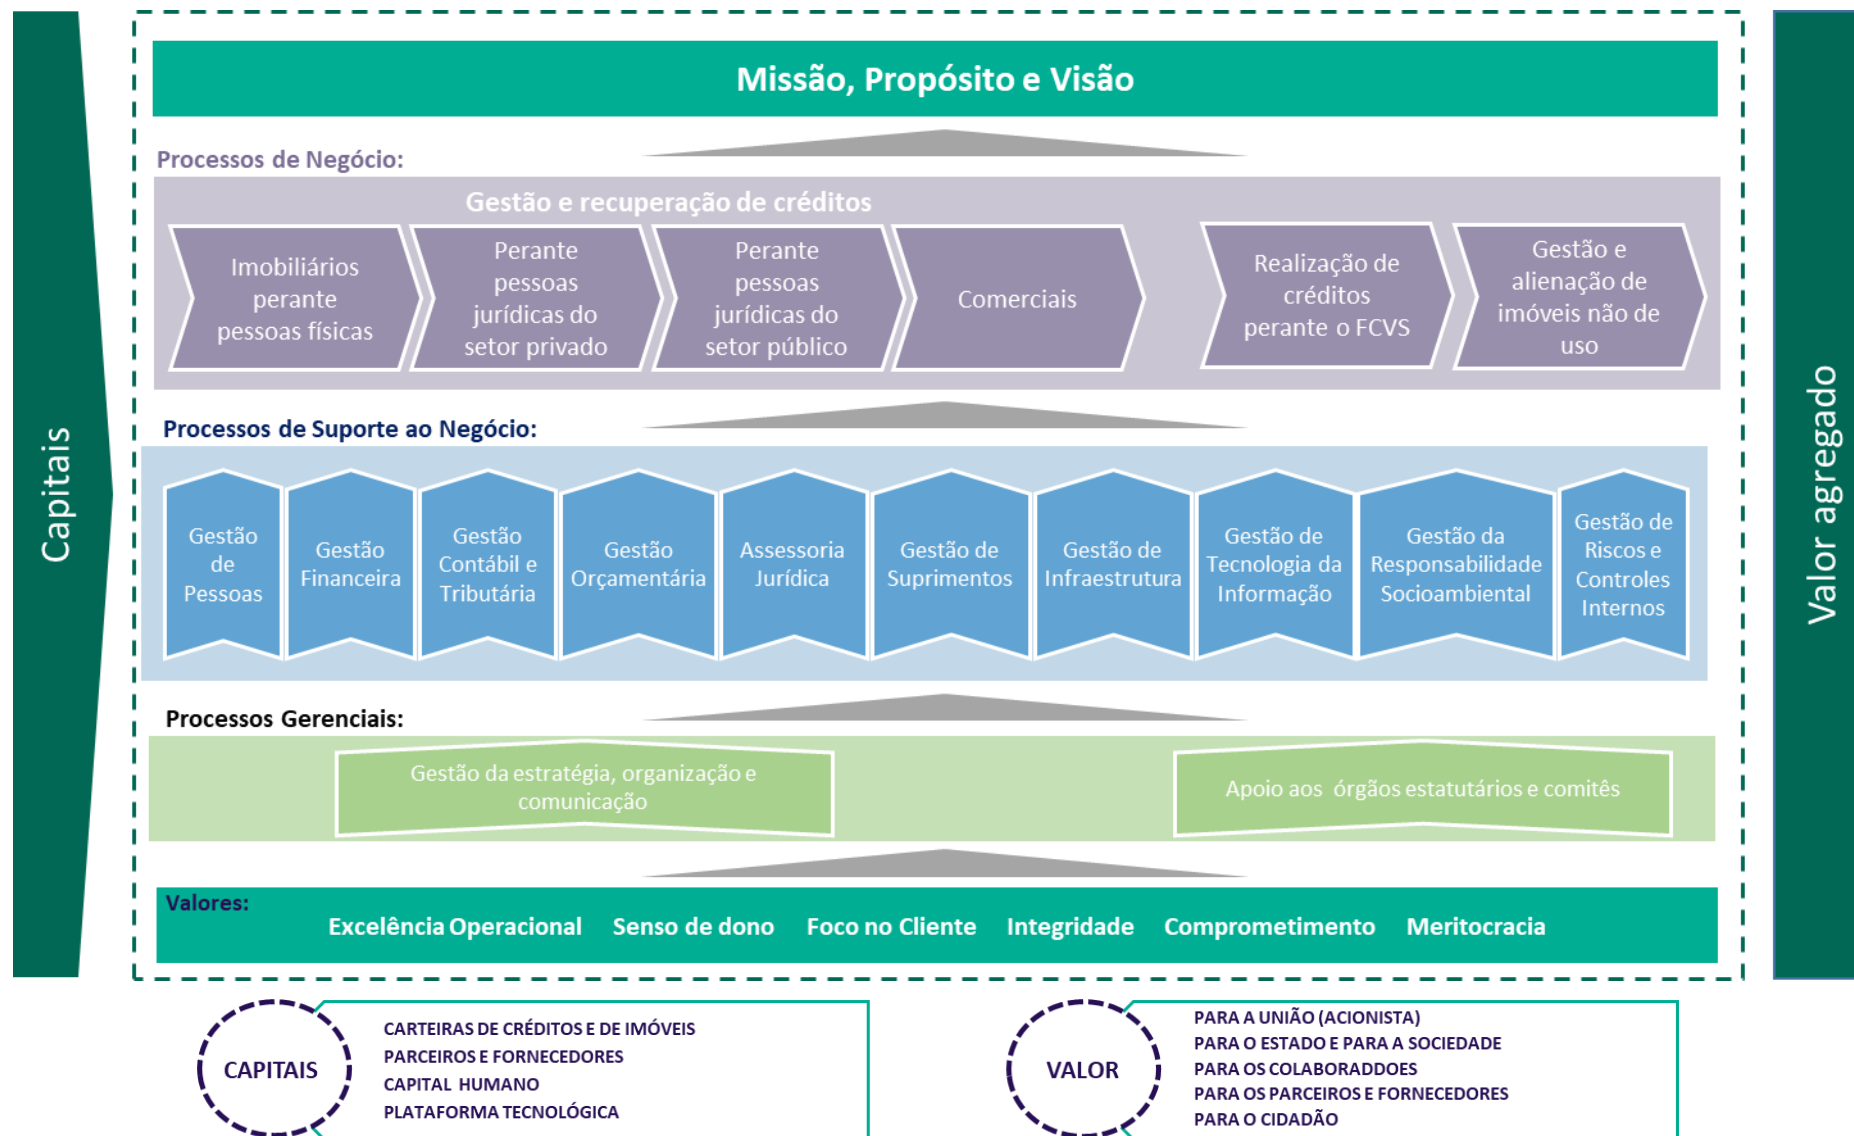 Missão, Propósito e Visão
Processos de Negócio:
Gestão e recuperação de créditos
Imobiliários
perante
pessoas físicas
Perante
pessoas
jurídicas do
setor privado
Perante
pessoas
jurídicas do
setor público
Comerciais
Realização de
créditos
perante o FCVS
Gestão e
alienação de
imóveis não de
uso
Processos de Suporte ao Negócio:
Gestão
de
Pessoas
Gestão
Financeira
Gestão
Contábil e
Tributária
Gestão
Orçamentária
Assessoria
Jurídica
Gestão de
Suprimentos
Gestão de
Infraestrutura
Gestão de
Tecnologia da
Informação
Gestão da
Responsabilidade
Socioambiental
Gestão de
Riscos e
Controles
Internos
Processos Gerenciais:
Gestão da estratégia, organização e
comunicação
Apoio aos órgãos estatutários e comitês
Valores:
Excelência Operacional Senso de dono Foco no Cliente Integridade Comprometimento Meritocracia
Capitais
Valor agregado
CAPITAIS
CARTEIRAS DE CRÉDITOS E DE IMÓVEIS
PARCEIROS E FORNECEDORES
CAPITAL HUMANO
PLATAFORMA TECNOLÓGICA
VALOR
PARA A UNIÃO (ACIONISTA)
PARA O ESTADO E PARA A SOCIEDADE
PARA OS COLABORADDOES
PARA OS PARCEIROS E FORNECEDORES
PARA O CIDADÃO